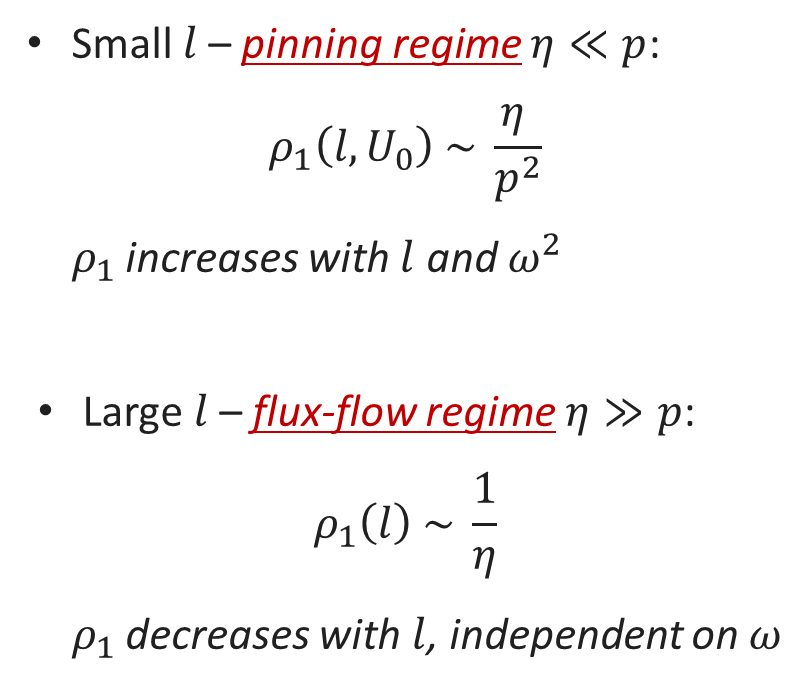 • Small l – pinning regime η ≪ p:
ρ₁(l, U₀) ~ η/p²
ρ₁ increases with l and ω²
• Large l – flux-flow regime η ≫ p:
ρ₁(l) ~ 1/η
ρ₁ decreases with l, independent on ω